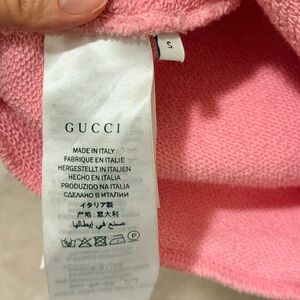 S
GUCCI
MADE IN ITALY
FABRIQUE EN ITALIE
HERGESTELLT IN ITALIEN
HECHO EN ITALIA
PRODUZIDO NA ITALIA
СДЕЛАНО В ИТАЛИИ
イタリア製
产地：意大利
صنع في إيطاليا
P